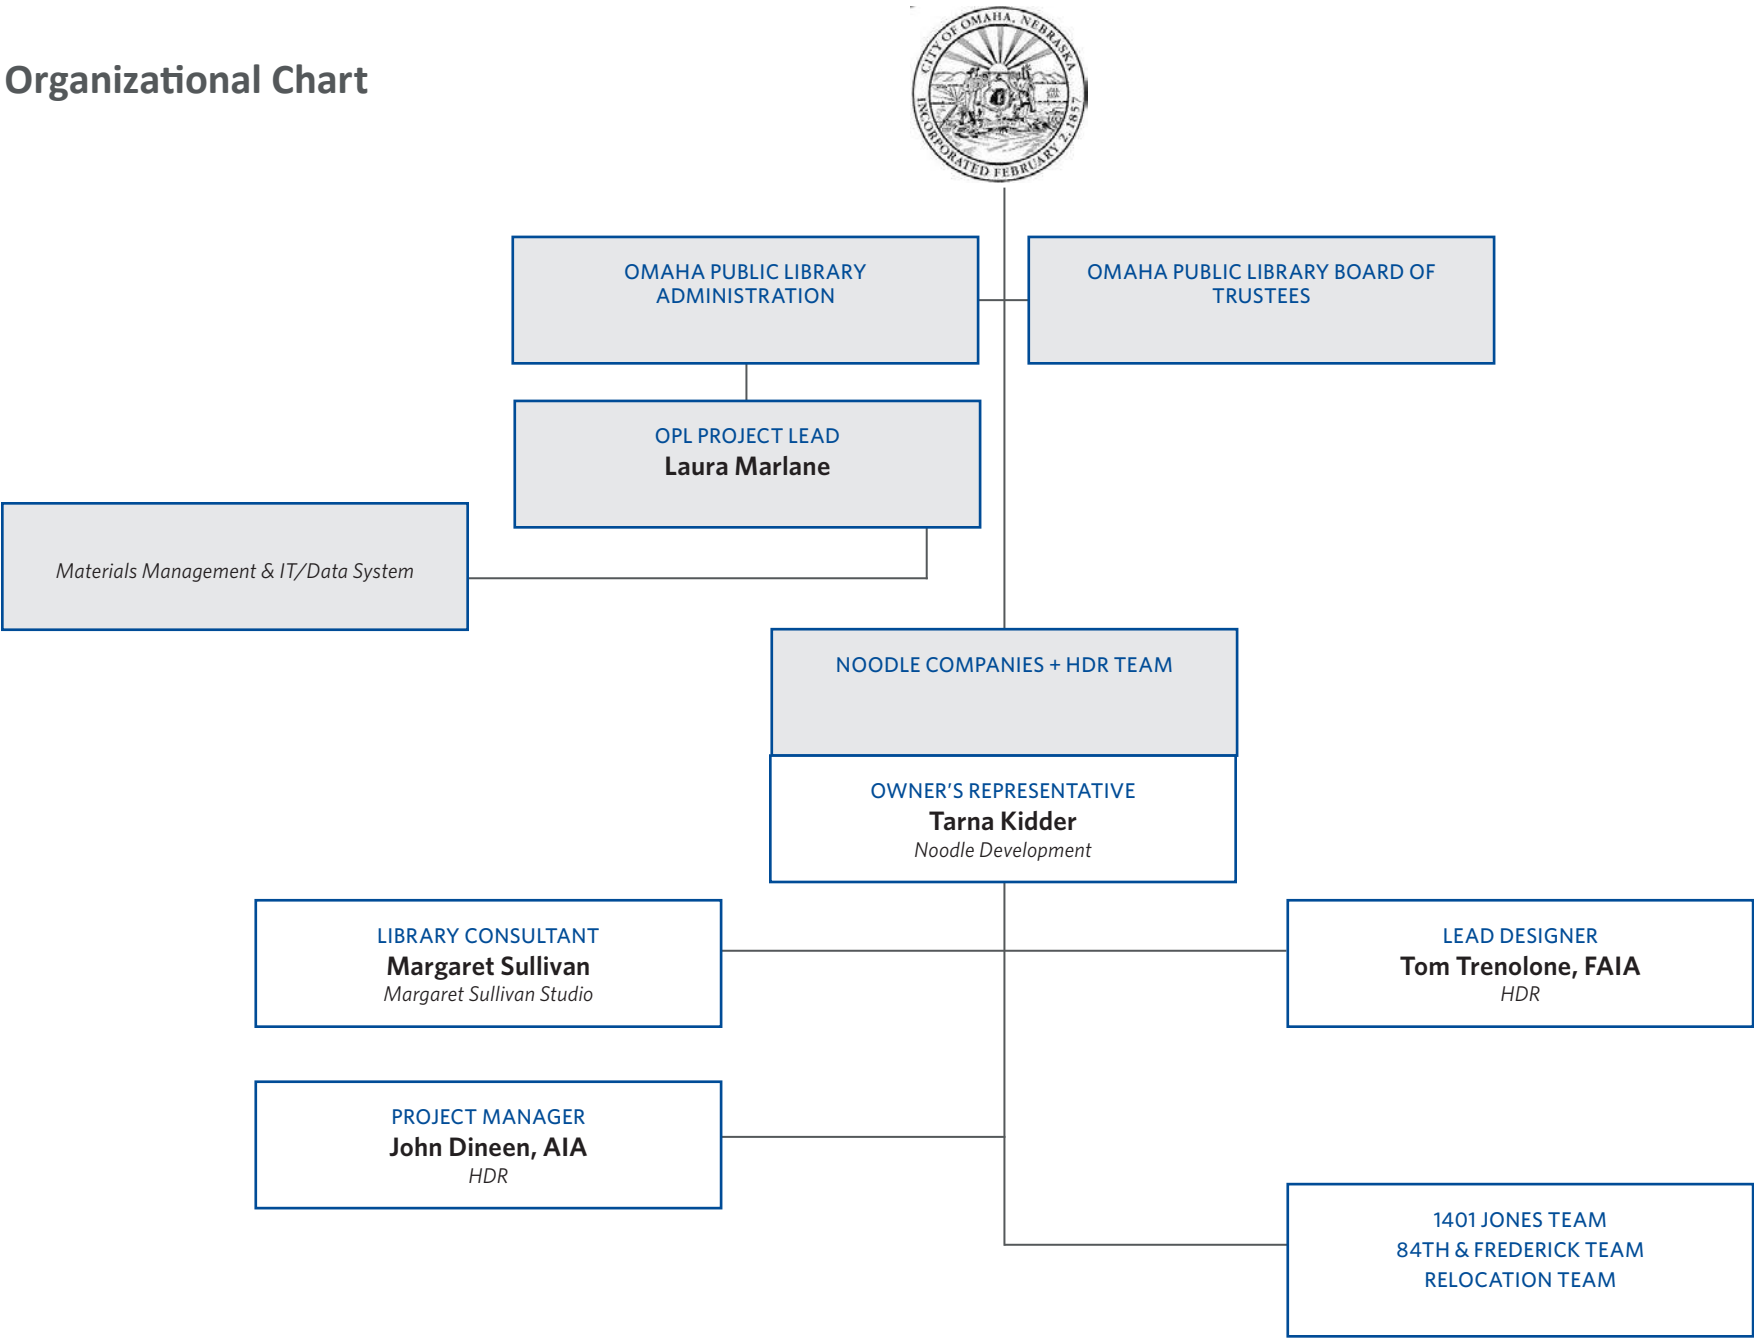 Organizational Chart
CITY OF OMAHA, NEBRASKA
INCORPORATED FEBRUARY 2, 1857
OMAHA PUBLIC LIBRARY
ADMINISTRATION
OMAHA PUBLIC LIBRARY BOARD OF
TRUSTEES
OPL PROJECT LEAD
Laura Marlane
Materials Management & IT/Data System
NOODLE COMPANIES + HDR TEAM
OWNER'S REPRESENTATIVE
Tarna Kidder
Noodle Development
LIBRARY CONSULTANT
Margaret Sullivan
Margaret Sullivan Studio
LEAD DESIGNER
Tom Trenolone, FAIA
HDR
PROJECT MANAGER
John Dineen, AIA
HDR
1401 JONES TEAM
84TH & FREDERICK TEAM
RELOCATION TEAM